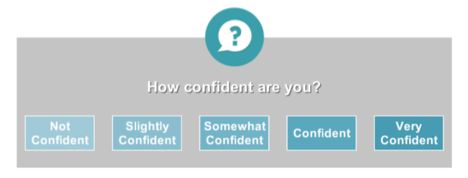 ?
How confident are you?
Not
Confident
Slightly
Confident
Somewhat
Confident
Confident
Very
Confident